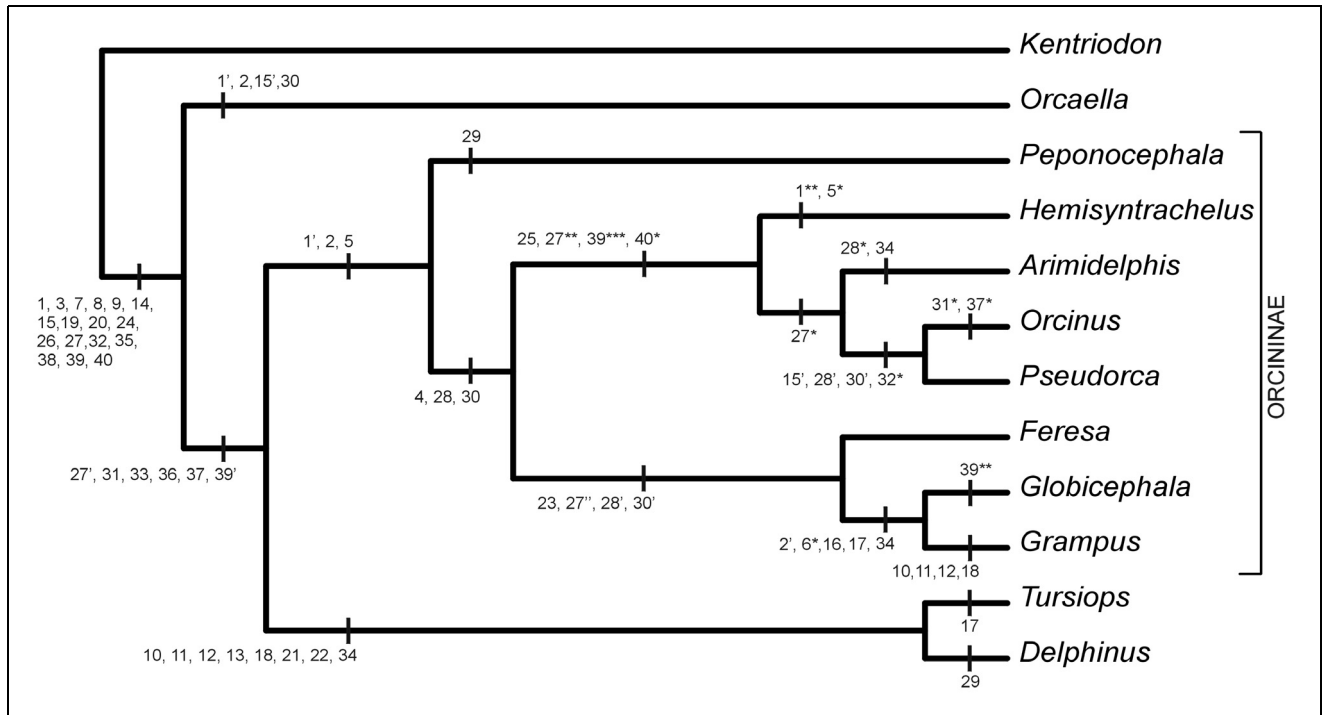 Kentriodon
1’, 2,15’,30
Orcaella
29
Peponocephala
1**, 5*
Hemisyntrachelus
1’, 2, 5
25, 27**, 39***, 40*
28*, 34
Arimidelphis
1, 3, 7, 8, 9, 14,
15,19, 20, 24,
26, 27,32, 35,
38, 39, 40
31*, 37*
Orcinus
27*
15’, 28’, 30’, 32*
Pseudorca
4, 28, 30
ORCININAE
Feresa
27’, 31, 33, 36, 37, 39’
39**
Globicephala
23, 27’’, 28’, 30’
2’, 6*,16, 17, 34
Grampus
10,11,12,18
Tursiops
17
10, 11, 12, 13, 18, 21, 22, 34
Delphinus
29